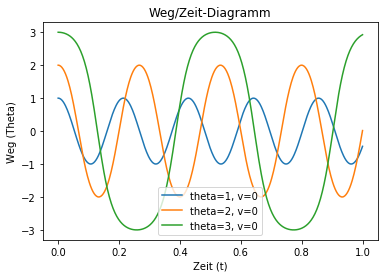 Weg/Zeit-Diagramm
Weg (Theta)
3
2
1
0
−1
−2
−3
theta=1, v=0
theta=2, v=0
theta=3, v=0
0.0 0.2 0.4 0.6 0.8 1.0
Zeit (t)